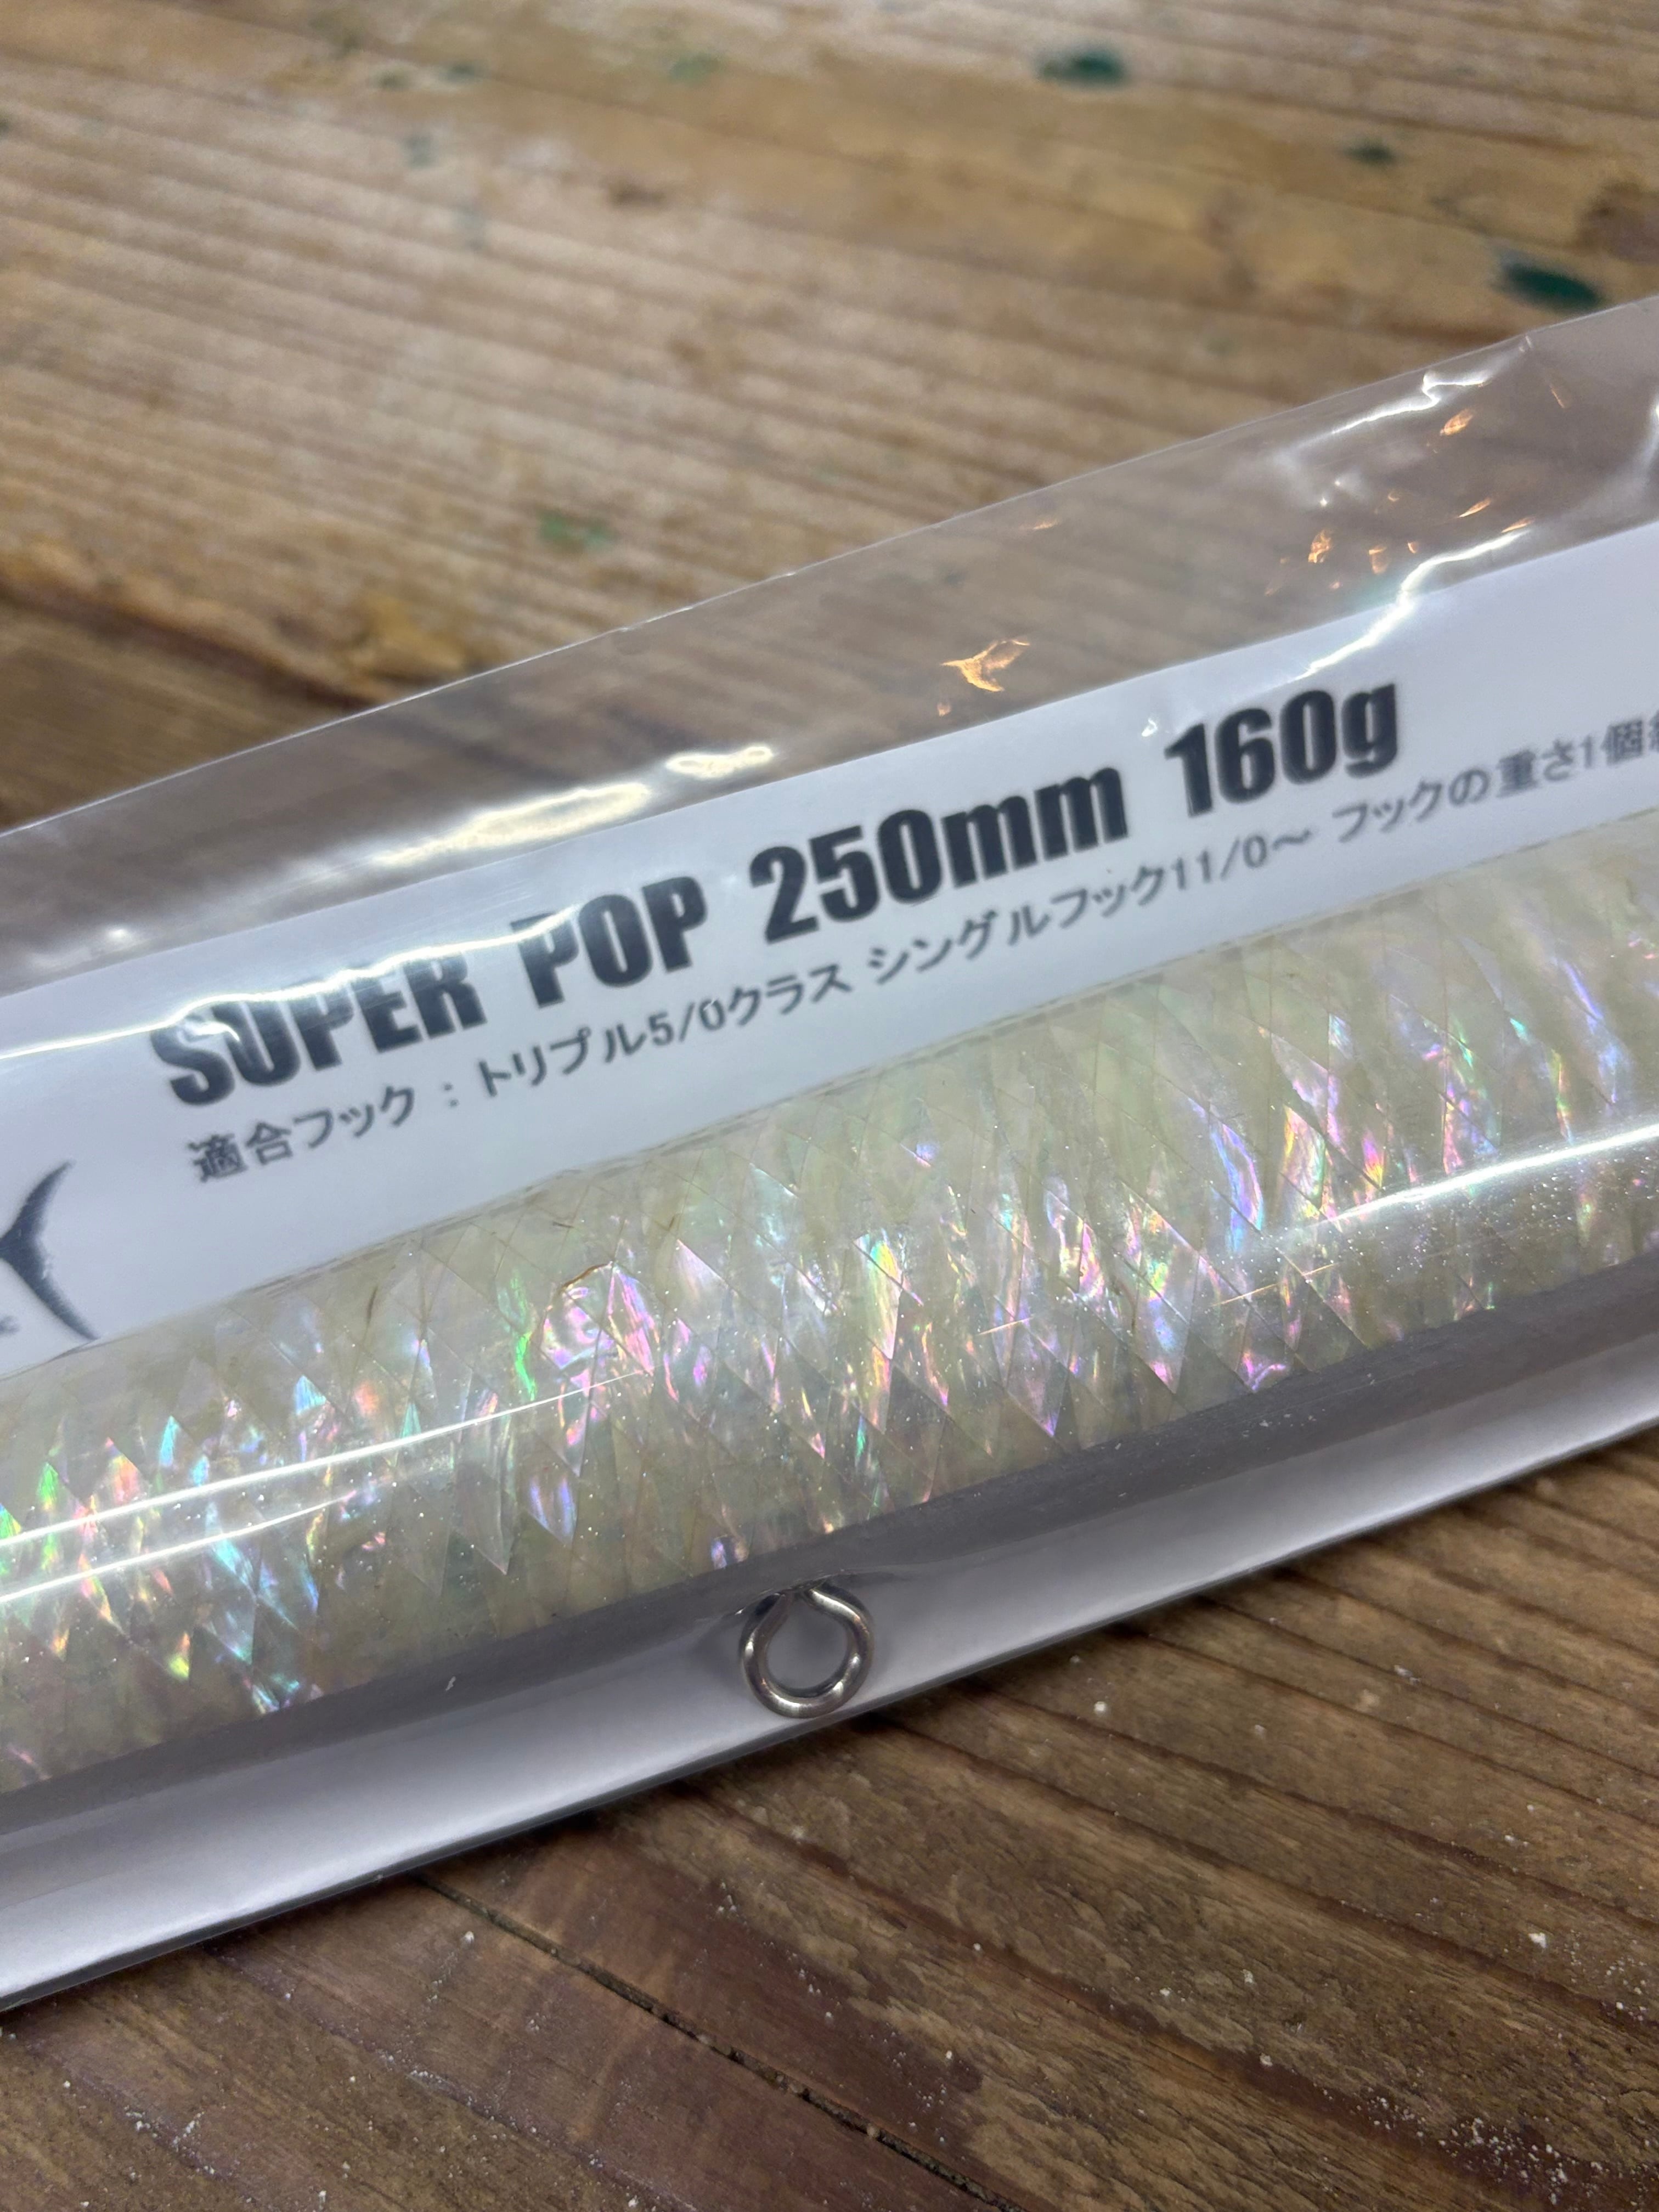 SUPER POP 250mm 160g
適合フック：トリプル5/0クラス シングルフック11/0～ フックの重さ1個